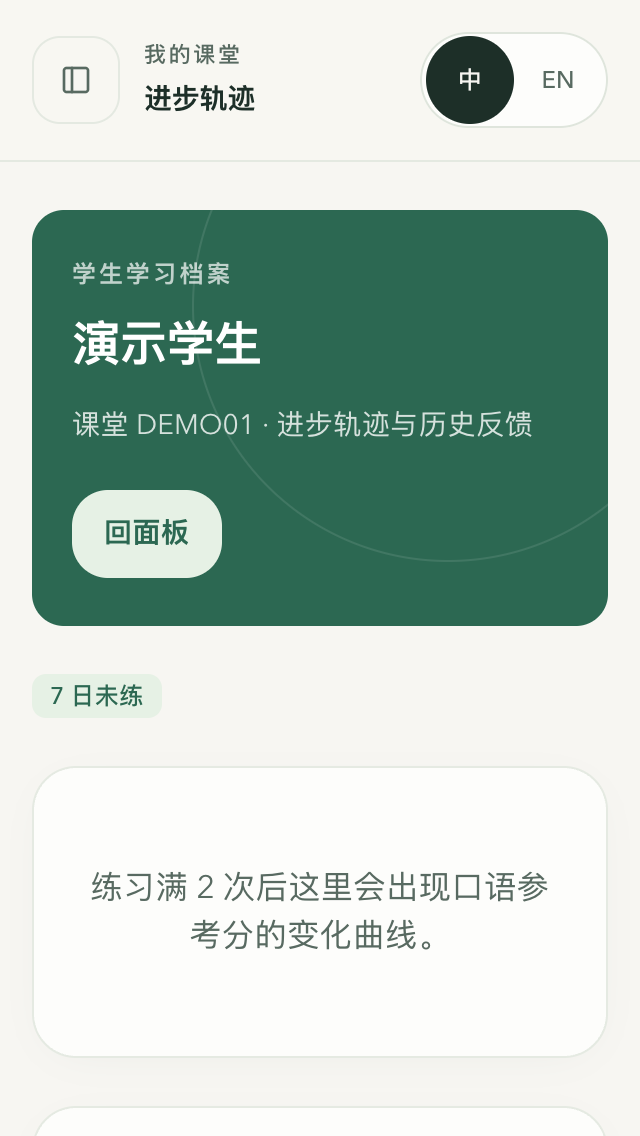 我的课堂
进步轨迹
中
EN
学生学习档案
演示学生
课堂 DEMO01 · 进步轨迹与历史反馈
回面板
7 日未练
练习满 2 次后这里会出现口语参
考分的变化曲线。